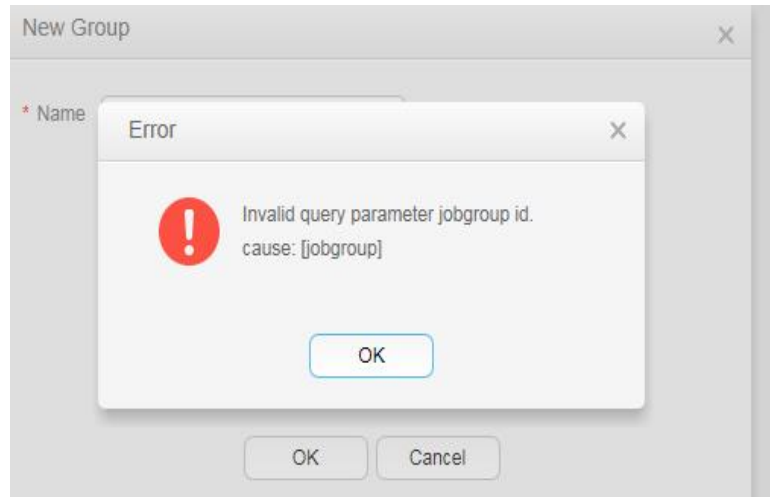 New Group
* Name
Error
Invalid query parameter jobgroup id.
cause: [jobgroup]
OK
OK Cancel